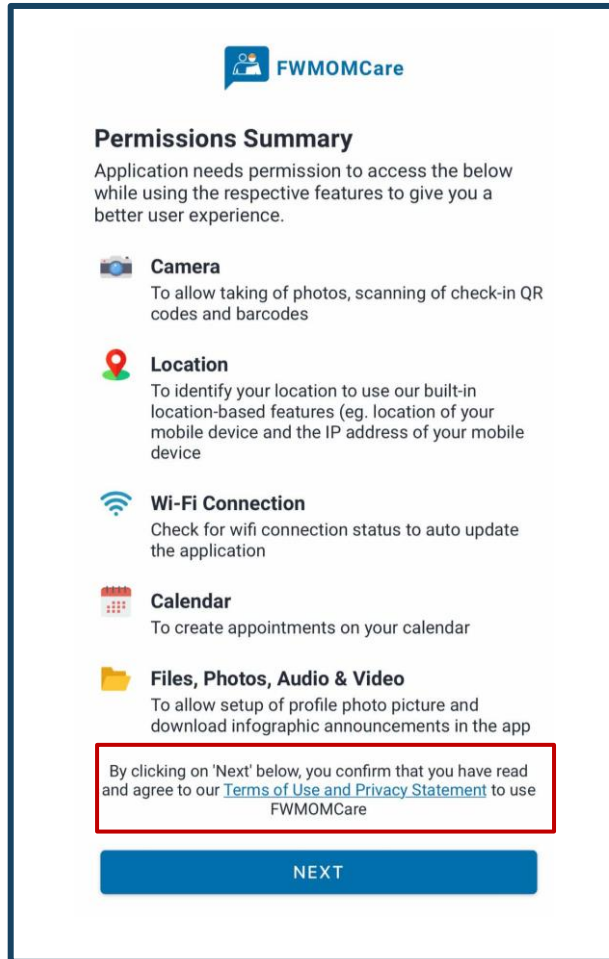 FWMOMCare
Permissions Summary
Application needs permission to access the below
while using the respective features to give you a
better user experience.
Camera
To allow taking of photos, scanning of check-in QR
codes and barcodes
Location
To identify your location to use our built-in
location-based features (eg. location of your
mobile device and the IP address of your mobile
device
Wi-Fi Connection
Check for wifi connection status to auto update
the application
Calendar
To create appointments on your calendar
Files, Photos, Audio & Video
To allow setup of profile photo picture and
download infographic announcements in the app
By clicking on 'Next' below, you confirm that you have read
and agree to our Terms of Use and Privacy Statement to use
FWMOMCare
NEXT